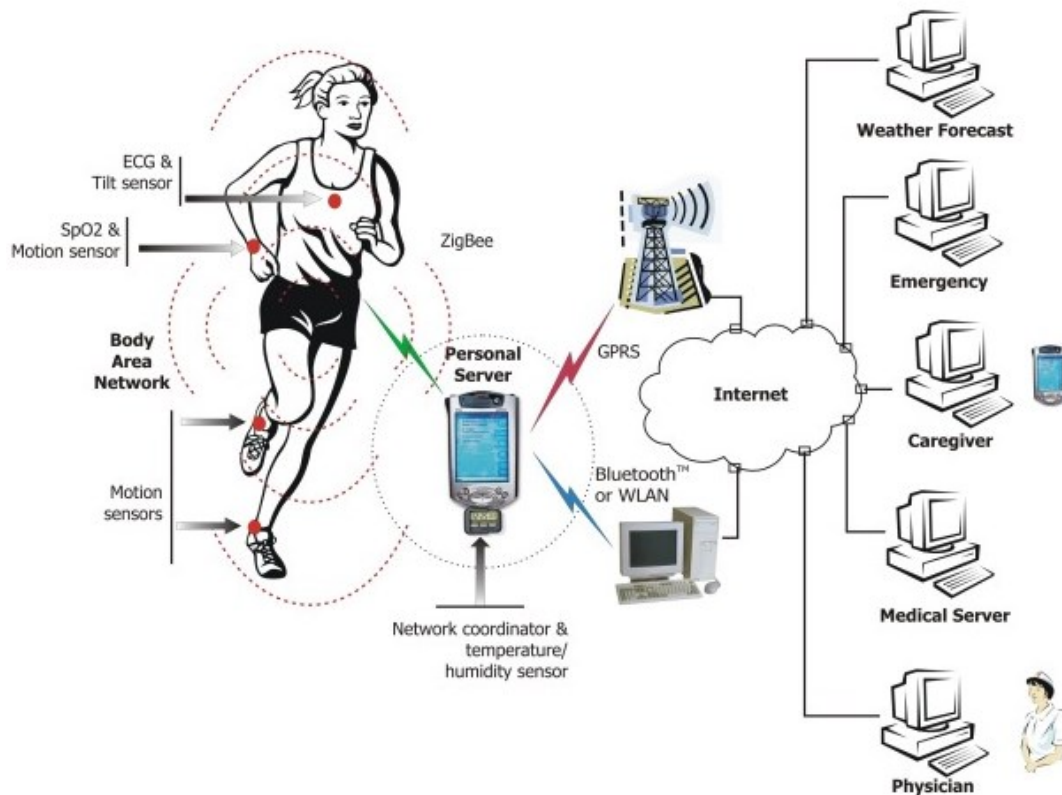 ECG &
Tilt sensor
SpO2 &
Motion sensor
Body
Area
Network
Motion
sensors
ZigBee
Personal
Server
Network coordinator &
temperature/
humidity sensor
GPRS
Bluetooth™
or WLAN
Internet
Weather Forecast
Emergency
Caregiver
Medical Server
Physician